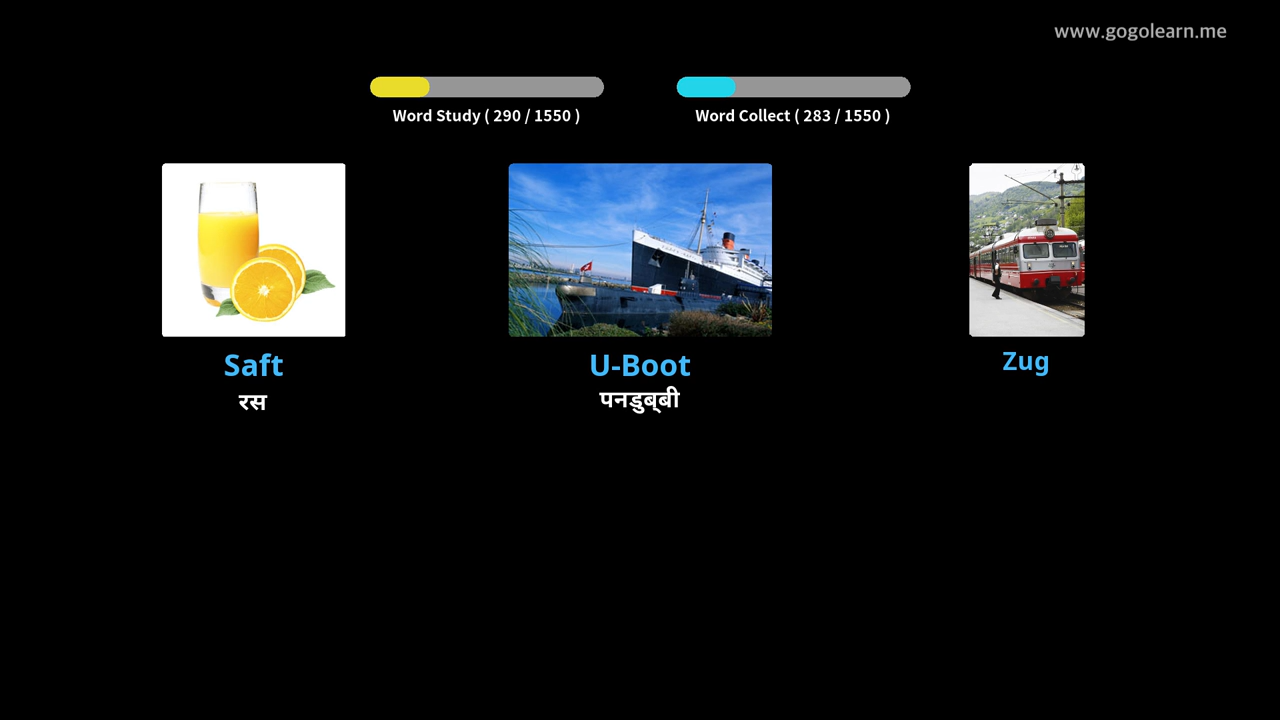 www.gogolearn.me
Word Study ( 290 / 1550 )
Word Collect ( 283 / 1550 )
Saft
U-Boot
Zug
रस
पनडुब्‌बी